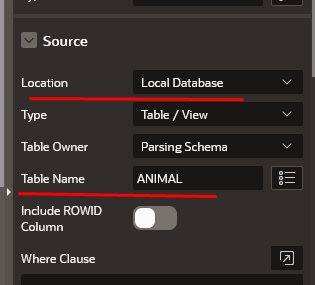 Source
Location Local Database
Type Table / View
Table Owner Parsing Schema
Table Name ANIMAL
Include ROWID
Column
Where Clause